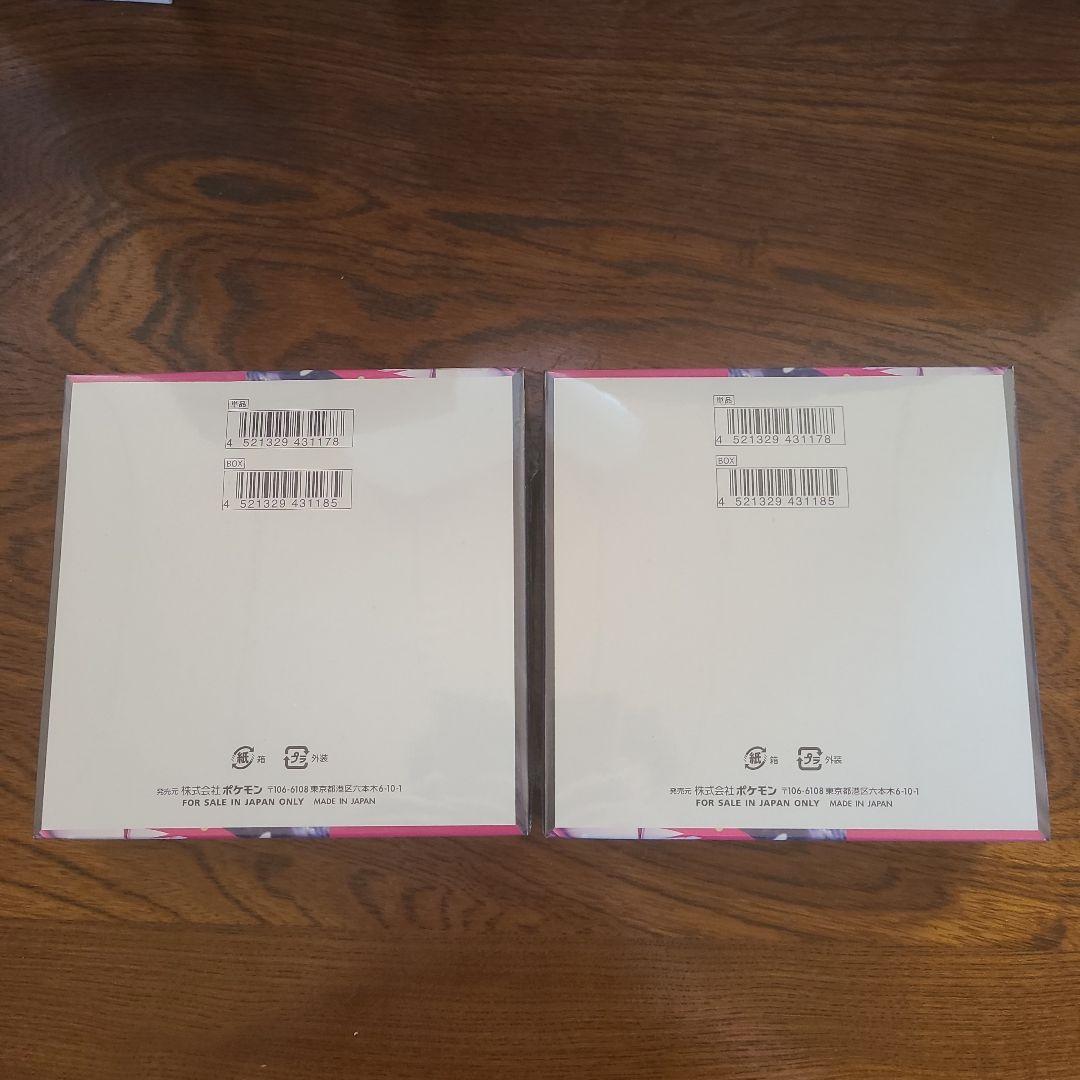 単品
4 521329 431178
BOX
4 521329 431185
紙 箱 プラ 外装
発売元 株式会社ポケモン 〒106-6108 東京都港区六本木6-10-1
FOR SALE IN JAPAN ONLY MADE IN JAPAN
単品
4 521329 431178
BOX
4 521329 431185
紙 箱 プラ 外装
発売元 株式会社ポケモン 〒106-6108 東京都港区六本木6-10-1
FOR SALE IN JAPAN ONLY MADE IN JAPAN